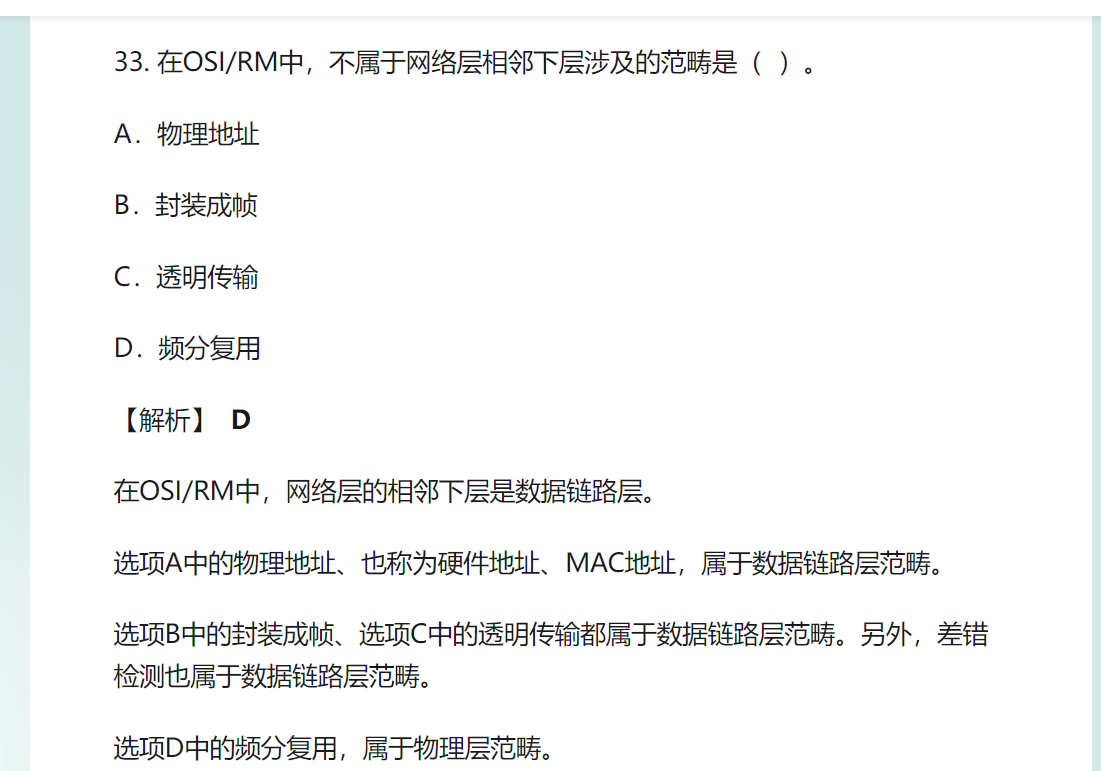 33. 在OSI/RM中，不属于网络层相邻下层涉及的范畴是（ ）。
A．物理地址
B．封装成帧
C．透明传输
D．频分复用
【解析】 D
在OSI/RM中，网络层的相邻下层是数据链路层。
选项A中的物理地址、也称为硬件地址、MAC地址，属于数据链路层范畴。
选项B中的封装成帧、选项C中的透明传输都属于数据链路层范畴。另外，差错
检测也属于数据链路层范畴。
选项D中的频分复用，属于物理层范畴。